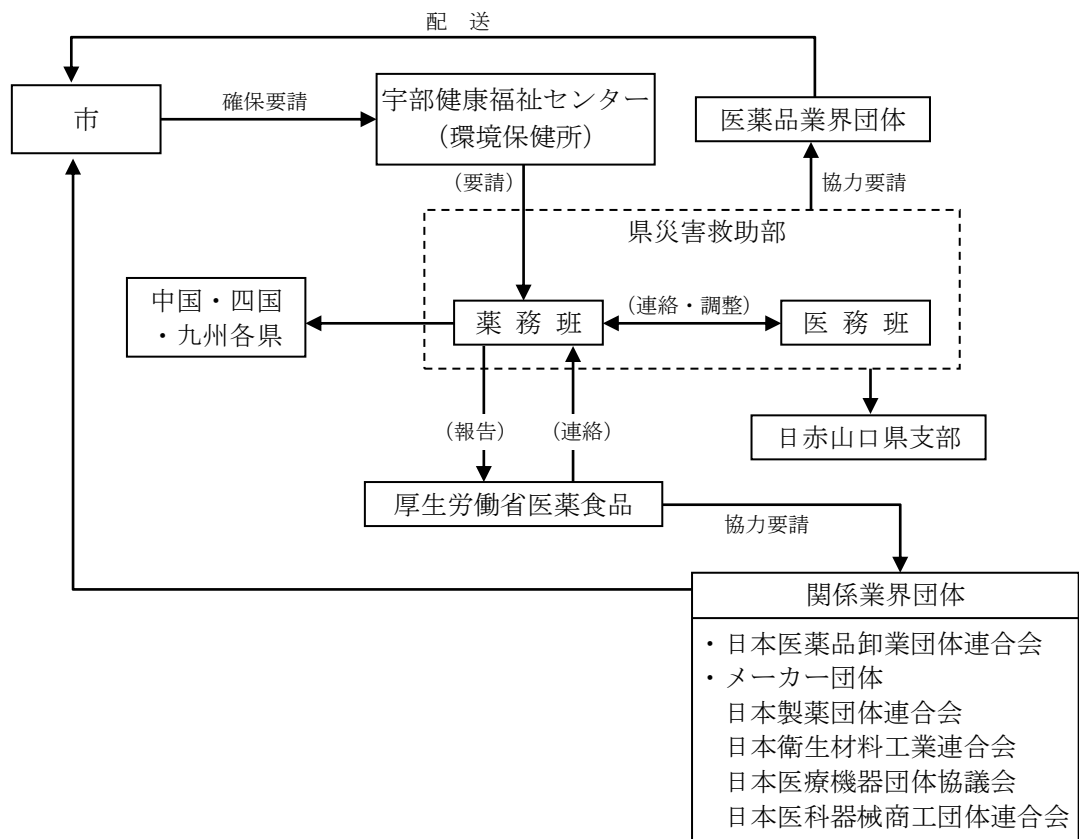 配　送
市
確保要請
宇部健康福祉センター
（環境保健所）
医薬品業界団体
（要請）
協力要請
県災害救助部
中国・四国
・九州各県
薬 務 班
（連絡・調整）
医 務 班
（報告）
（連絡）
日赤山口県支部
厚生労働省医薬食品
協力要請
関係業界団体
・日本医薬品卸業団体連合会
・メーカー団体
日本製薬団体連合会
日本衛生材料工業連合会
日本医療機器団体協議会
日本医科器械商工団体連合会